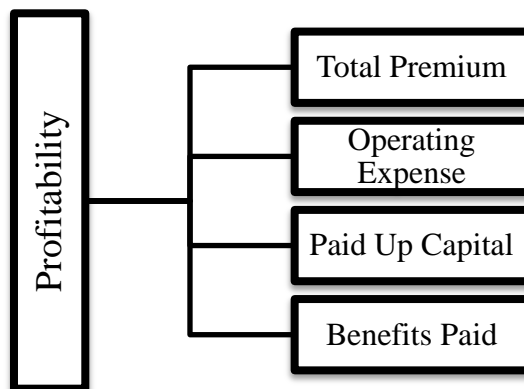 Profitability
Total Premium
Operating
Expense
Paid Up Capital
Benefits Paid